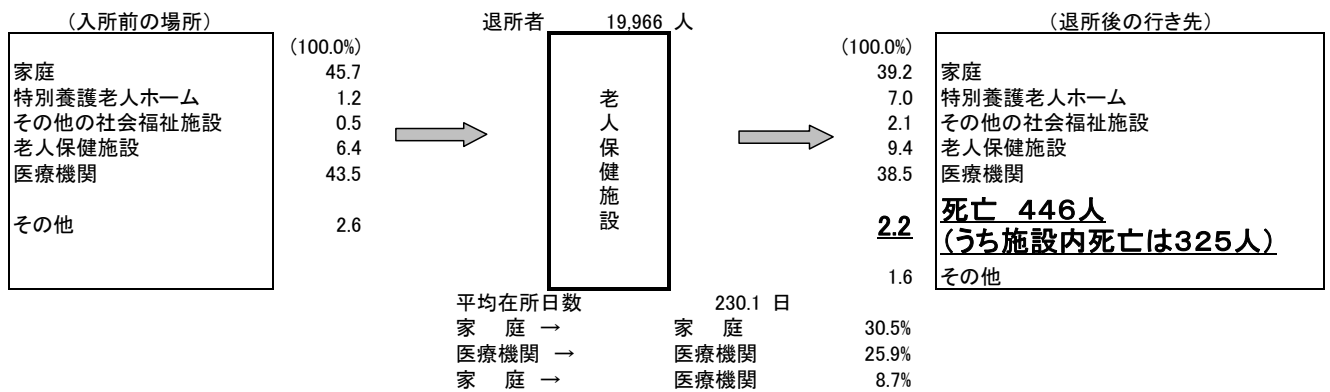 （入所前の場所）
(100.0%)
家庭 45.7
特別養護老人ホーム 1.2
その他の社会福祉施設 0.5
老人保健施設 6.4
医療機関 43.5
その他 2.6
退所者 19,966 人
老人保健施設
（退所後の行き先）
(100.0%)
39.2 家庭
7.0 特別養護老人ホーム
2.1 その他の社会福祉施設
9.4 老人保健施設
38.5 医療機関
2.2 死亡 446人
（うち施設内死亡は325人）
1.6 その他
平均在所日数 230.1 日
家 庭 → 家 庭 30.5%
医療機関 → 医療機関 25.9%
家 庭 → 医療機関 8.7%